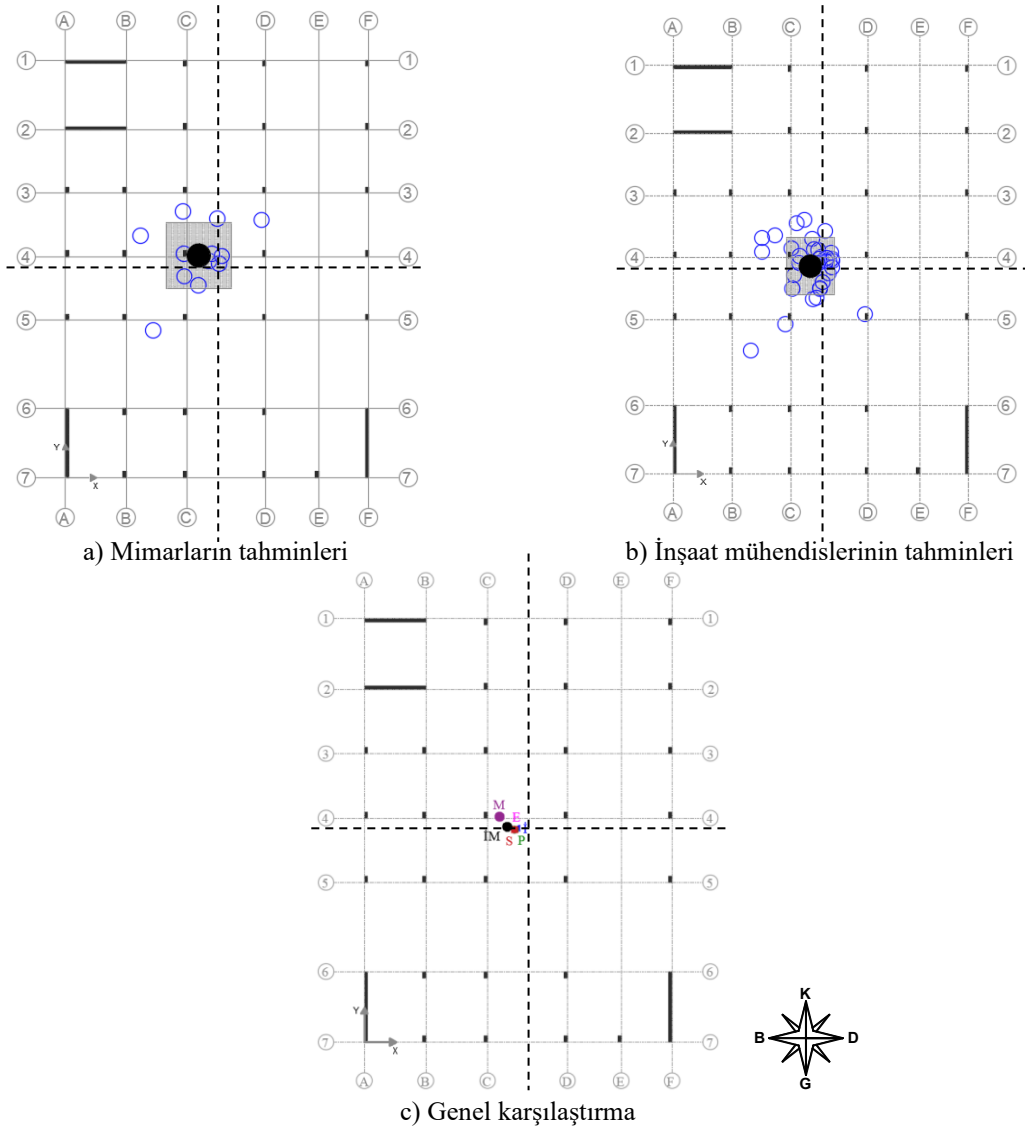 A B C D E F
1 1
2 2
3 3
4 4
5 5
6 6
Y
7 7
X
A B C D E F
a) Mimarların tahminleri
A B C D E F
1 1
2 2
3 3
4 4
5 5
6 6
Y
7 7
X
A B C D E F
b) İnşaat mühendislerinin tahminleri
A B C D E F
1 1
2 2
3 3
M
4 E 4
İM S P
5 5
6 6
Y
7 7
X
A B C D E F
K
B D
G
c) Genel karşılaştırma